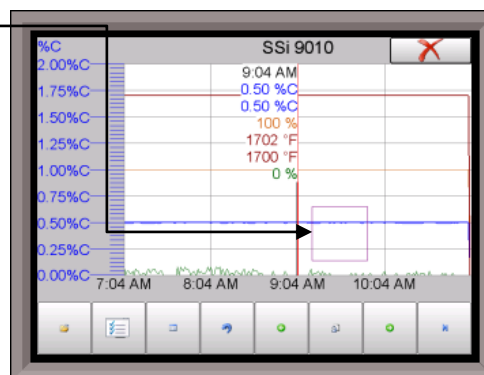 %C
SSi 9010
2.00%C
1.75%C
1.50%C
1.25%C
1.00%C
0.75%C
0.50%C
0.25%C
0.00%C
9:04 AM
0.50 %C
0.50 %C
100 %
1702 °F
1700 °F
0 %
7:04 AM 8:04 AM 9:04 AM 10:04 AM